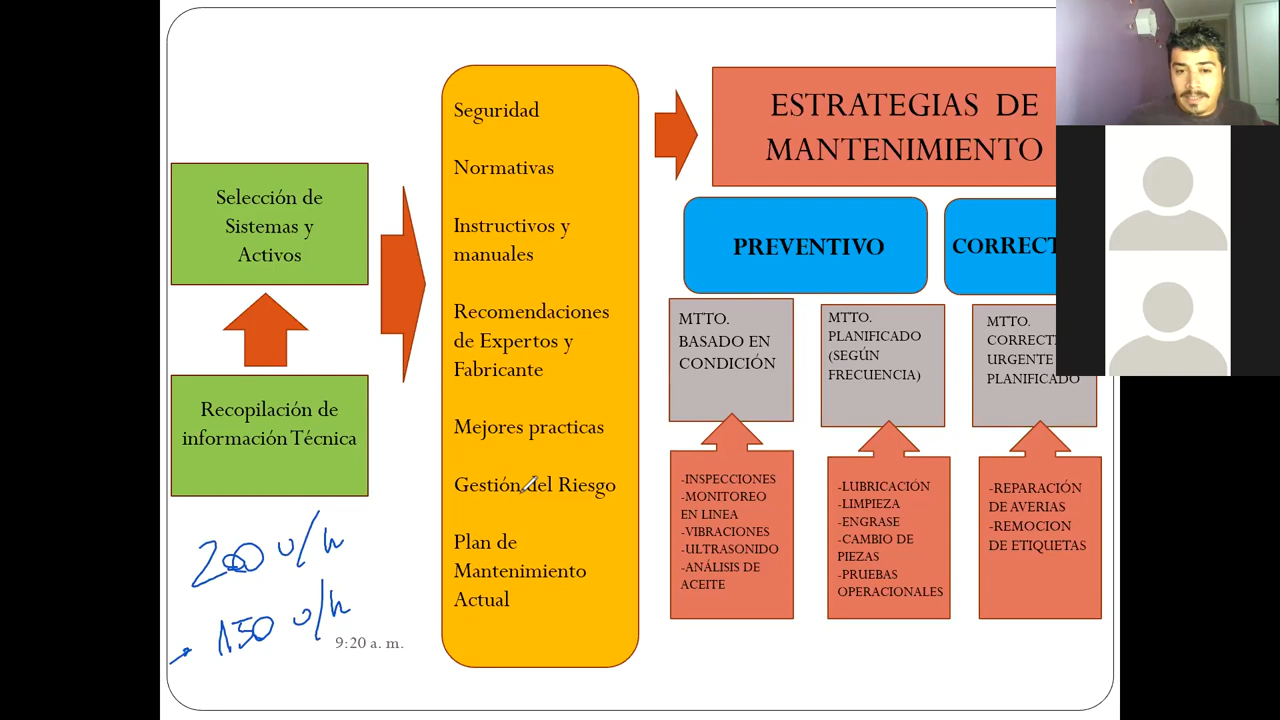 Selección de
Sistemas y
Activos
Recopilación de
información Técnica
200 u/h
150 u/h
9:20 a. m.
Seguridad
Normativas
Instructivos y
manuales
Recomendaciones
de Expertos y
Fabricante
Mejores practicas
Gestión del Riesgo
Plan de
Mantenimiento
Actual
ESTRATEGIAS DE
MANTENIMIENTO
PREVENTIVO
CORRECT
MTTO.
BASADO EN
CONDICIÓN
MTTO.
PLANIFICADO
(SEGÚN
FRECUENCIA)
MTTO.
CORRECT
URGENTE
PLANIFICADO
-INSPECCIONES
-MONITOREO
EN LINEA
-VIBRACIONES
-ULTRASONIDO
-ANÁLISIS DE
ACEITE
-LUBRICACIÓN
-LIMPIEZA
-ENGRASE
-CAMBIO DE
PIEZAS
-PRUEBAS
OPERACIONALES
-REPARACIÓN
DE AVERIAS
-REMOCION
DE ETIQUETAS